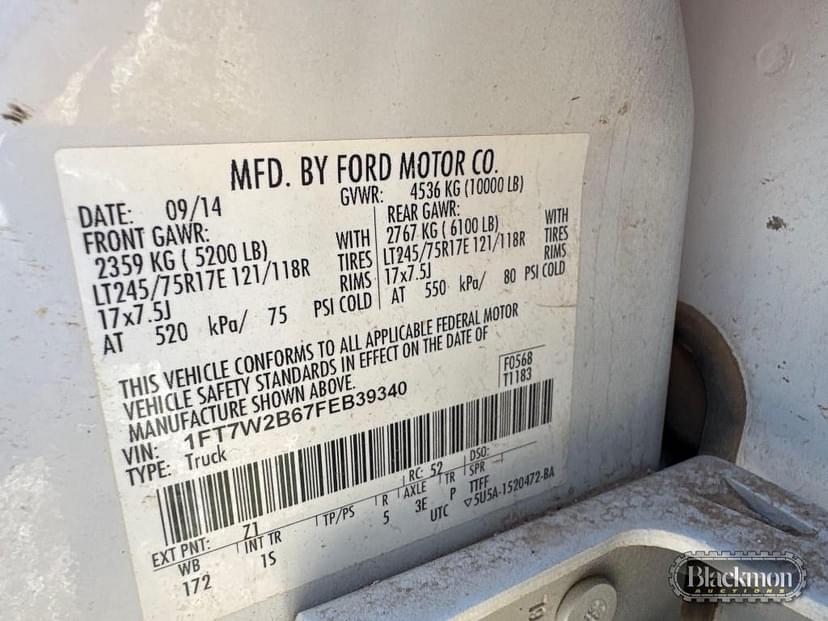 MFD. BY FORD MOTOR CO.
DATE: 09/14
GVWR: 4536 KG (10000 LB)
FRONT GAWR:
2359 KG ( 5200 LB)
LT245/75R17E 121/118R
17x7.5J
AT 520 kPa/ 75 PSI COLD
WITH
TIRES
RIMS
REAR GAWR:
2767 KG ( 6100 LB)
LT245/75R17E 121/118R
17x7.5J
AT 550 kPa/ 80 PSI COLD
WITH
TIRES
RIMS
THIS VEHICLE CONFORMS TO ALL APPLICABLE FEDERAL MOTOR
VEHICLE SAFETY STANDARDS IN EFFECT ON THE DATE OF
MANUFACTURE SHOWN ABOVE.
F0568
T1183
VIN: 1FT7W2B67FEB39340
TYPE: Truck
EXT PNT: Z1
RC: 52
DSO:
WB
INT TR
TP/PS
R
AXLE
TR
SPR
172
1S
5
3E
P
TTFF
UTC
▽5U5A-1520472-BA
Blackmon
AUCTIONS